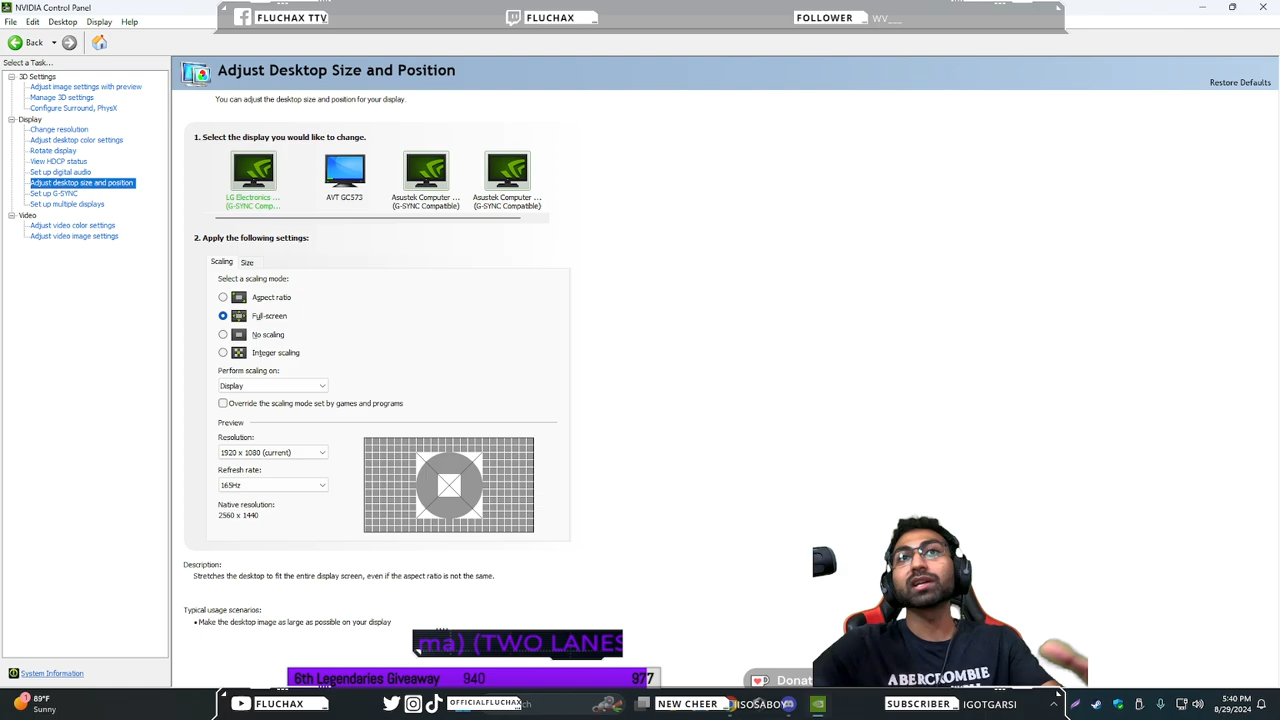 NVIDIA Control Panel
FLUCHAX TTV
FLUCHAX
FOLLOWER
WV___
File Edit Desktop Display Help
Back
Select a Task...
3D Settings
Adjust image settings with preview
Manage 3D settings
Configure Surround, PhysX
Display
Change resolution
Adjust desktop color settings
Rotate display
View HDCP status
Set up digital audio
Adjust desktop size and position
Set up G-SYNC
Set up multiple displays
Video
Adjust video color settings
Adjust video image settings
System Information
Adjust Desktop Size and Position
Restore Defaults
You can adjust the desktop size and position for your display.
1. Select the display you would like to change.
LG Electronics ...
(G-SYNC Comp...
AVT GC573
Asustek Computer ...
(G-SYNC Compatible)
Asustek Computer ...
(G-SYNC Compatible)
2. Apply the following settings:
Scaling Size
Select a scaling mode:
Aspect ratio
Full-screen
No scaling
Integer scaling
Perform scaling on:
Display
Override the scaling mode set by games and programs
Preview
Resolution:
1920 x 1080 (current)
Refresh rate:
165Hz
Native resolution:
2560 x 1440
Description:
Stretches the desktop to fit the entire display screen, even if the aspect ratio is not the same.
Typical usage scenarios:
• Make the desktop image as large as possible on your display
ma) (TWO LANES
6th Legendaries Giveaway 940 977
Donat
ABERCROMBIE
89°F
Sunny
FLUCHAX
OFFICIALFLUCHAX
NEW CHEER
ISOSABOY
SUBSCRIBER
IGOTGARSI
5:40 PM
8/29/2024